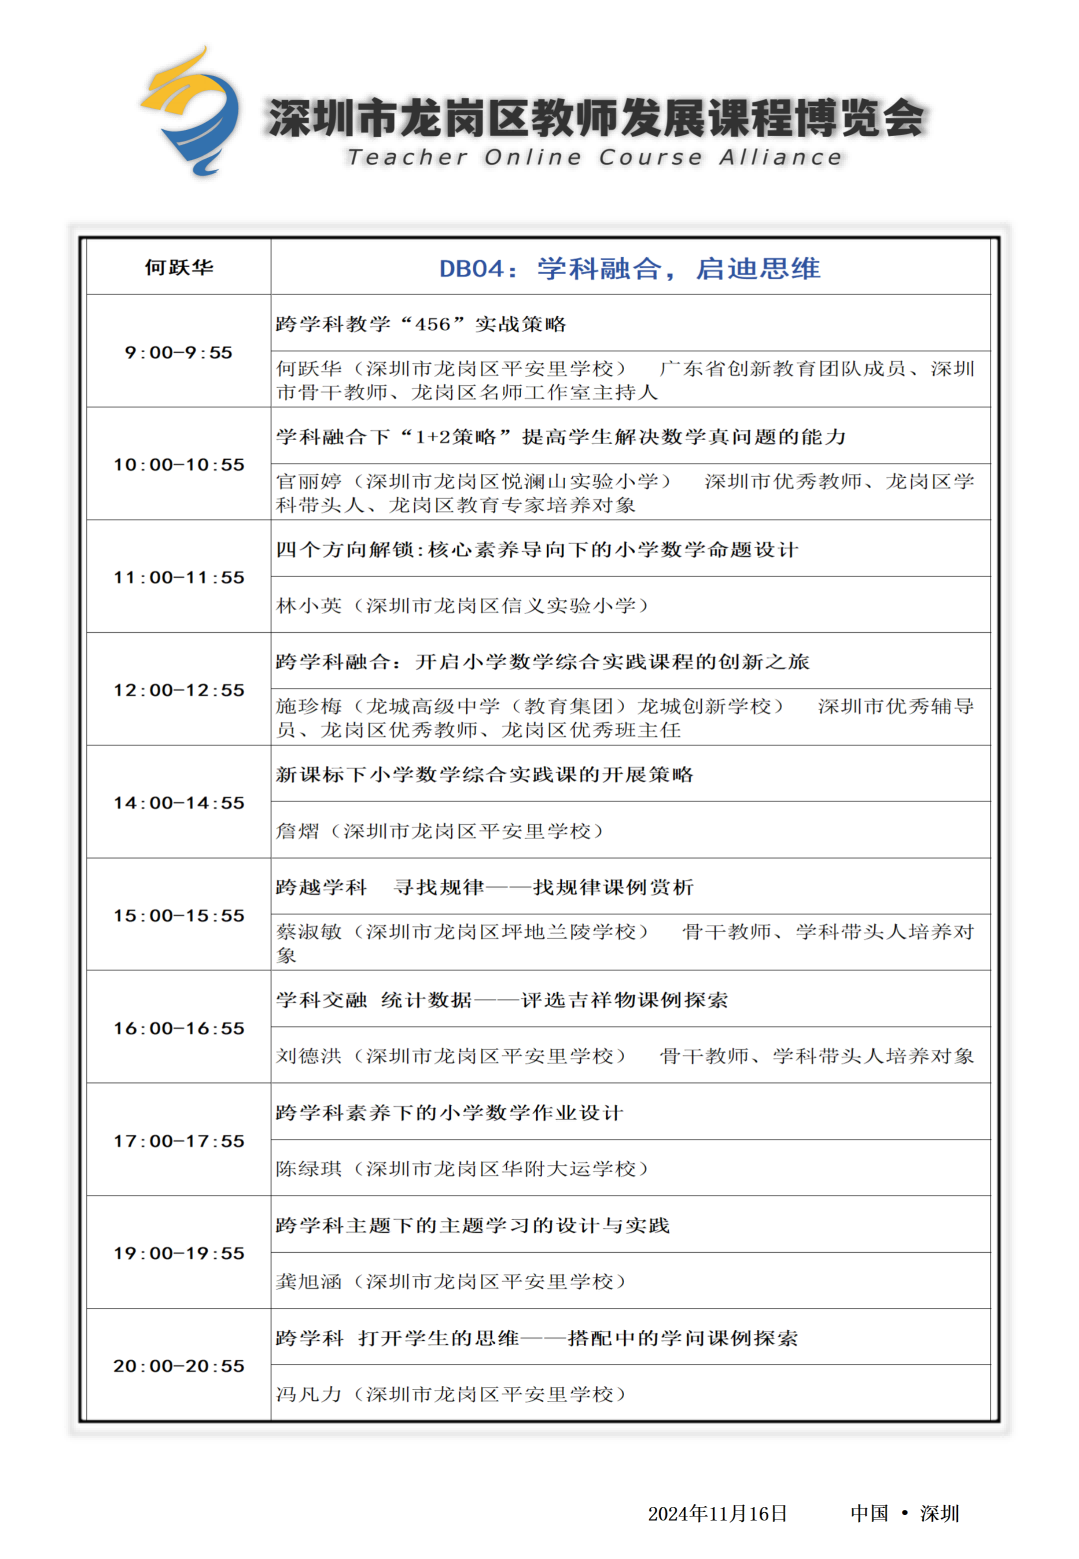 深圳市龙岗区教师发展课程博览会
Teacher Online Course Alliance
何跃华
DB04：学科融合，启迪思维
9:00-9:55
跨学科教学“456”实战策略
何跃华（深圳市龙岗区平安里学校）　广东省创新教育团队成员、深圳
市骨干教师、龙岗区名师工作室主持人
10:00-10:55
学科融合下“1+2策略”提高学生解决数学真问题的能力
官丽婷（深圳市龙岗区悦澜山实验小学）　深圳市优秀教师、龙岗区学
科带头人、龙岗区教育专家培养对象
11:00-11:55
四个方向解锁:核心素养导向下的小学数学命题设计
林小英（深圳市龙岗区信义实验小学）
12:00-12:55
跨学科融合：开启小学数学综合实践课程的创新之旅
施珍梅（龙城高级中学（教育集团）龙城创新学校）　深圳市优秀辅导
员、龙岗区优秀教师、龙岗区优秀班主任
14:00-14:55
新课标下小学数学综合实践课的开展策略
詹熠（深圳市龙岗区平安里学校）
15:00-15:55
跨越学科　寻找规律——找规律课例赏析
蔡淑敏（深圳市龙岗区坪地兰陵学校）　骨干教师、学科带头人培养对
象
16:00-16:55
学科交融 统计数据——评选吉祥物课例探索
刘德洪（深圳市龙岗区平安里学校）　骨干教师、学科带头人培养对象
17:00-17:55
跨学科素养下的小学数学作业设计
陈绿琪（深圳市龙岗区华附大运学校）
19:00-19:55
跨学科主题下的主题学习的设计与实践
龚旭涵（深圳市龙岗区平安里学校）
20:00-20:55
跨学科 打开学生的思维——搭配中的学问课例探索
冯凡力（深圳市龙岗区平安里学校）
2024年11月16日　中国 • 深圳